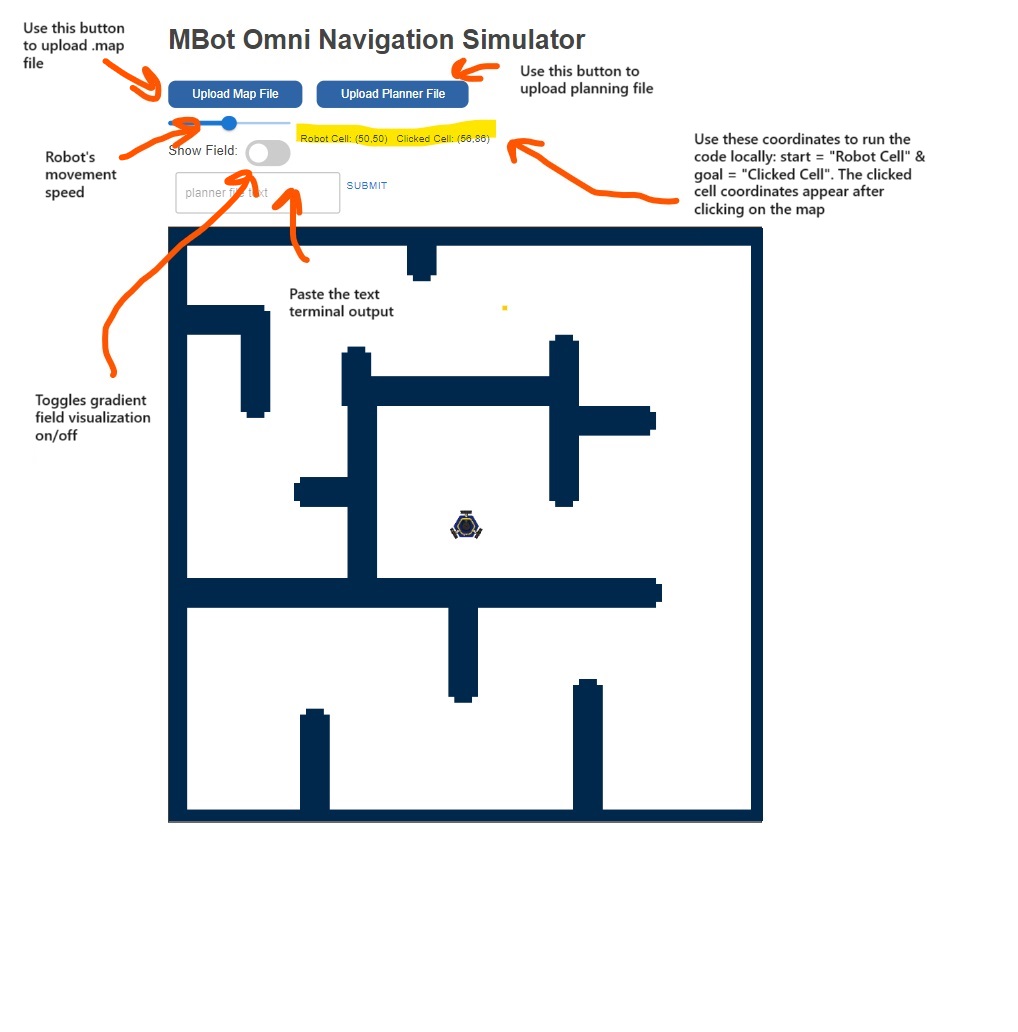 Use this button
to upload .map
file
MBot Omni Navigation Simulator
Upload Map File
Upload Planner File
Use this button to
upload planning file
Robot Cell: (50,50) Clicked Cell: (56,86)
Show Field:
Robot's
movement
speed
Use these coordinates to run the
code locally: start = "Robot Cell" &
goal = "Clicked Cell". The clicked
cell coordinates appear after
clicking on the map
planner file text
SUBMIT
Paste the text
terminal output
Toggles gradient
field visualization
on/off